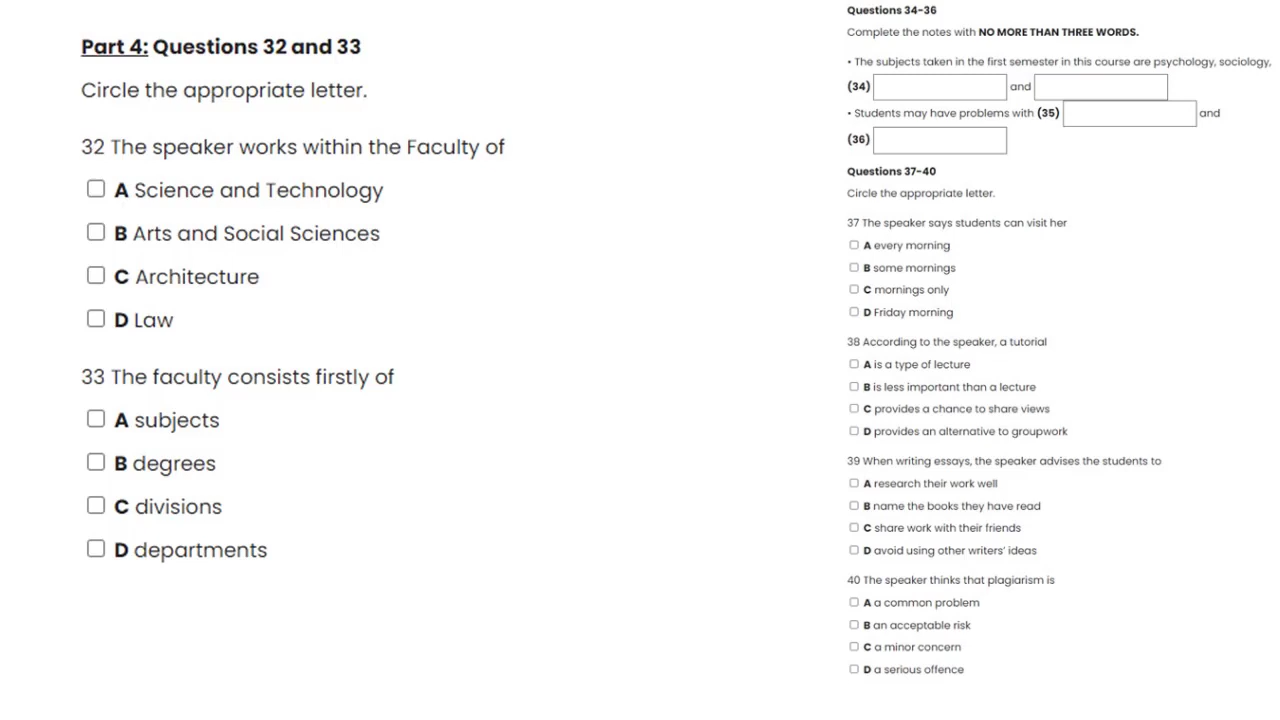 Part 4: Questions 32 and 33
Circle the appropriate letter.
32 The speaker works within the Faculty of
A Science and Technology
B Arts and Social Sciences
C Architecture
D Law
33 The faculty consists firstly of
A subjects
B degrees
C divisions
D departments
Questions 34-36
Complete the notes with NO MORE THAN THREE WORDS.
• The subjects taken in the first semester in this course are psychology, sociology,
(34) and
• Students may have problems with (35) and
(36)
Questions 37-40
Circle the appropriate letter.
37 The speaker says students can visit her
A every morning
B some mornings
C mornings only
D Friday morning
38 According to the speaker, a tutorial
A is a type of lecture
B is less important than a lecture
C provides a chance to share views
D provides an alternative to groupwork
39 When writing essays, the speaker advises the students to
A research their work well
B name the books they have read
C share work with their friends
D avoid using other writers' ideas
40 The speaker thinks that plagiarism is
A a common problem
B an acceptable risk
C a minor concern
D a serious offence